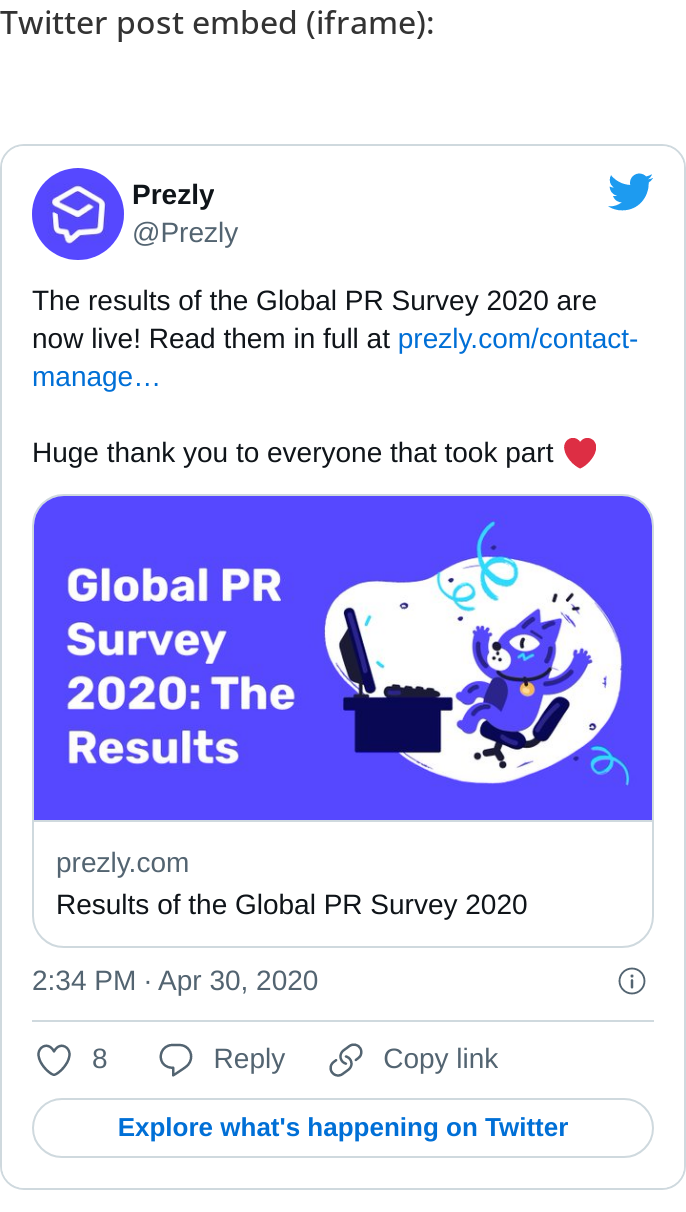 Twitter post embed (iframe):
Prezly
@Prezly
The results of the Global PR Survey 2020 are
now live! Read them in full at prezly.com/contact-
manage…
Huge thank you to everyone that took part ❤️
Global PR
Survey
2020: The
Results
prezly.com
Results of the Global PR Survey 2020
2:34 PM · Apr 30, 2020
8 Reply Copy link
Explore what's happening on Twitter